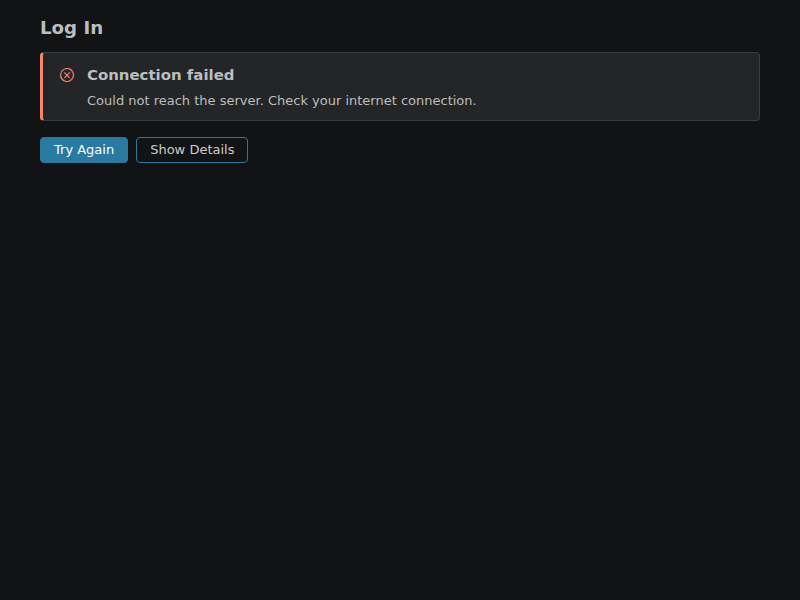 Log In
Connection failed
Could not reach the server. Check your internet connection.
Try Again
Show Details